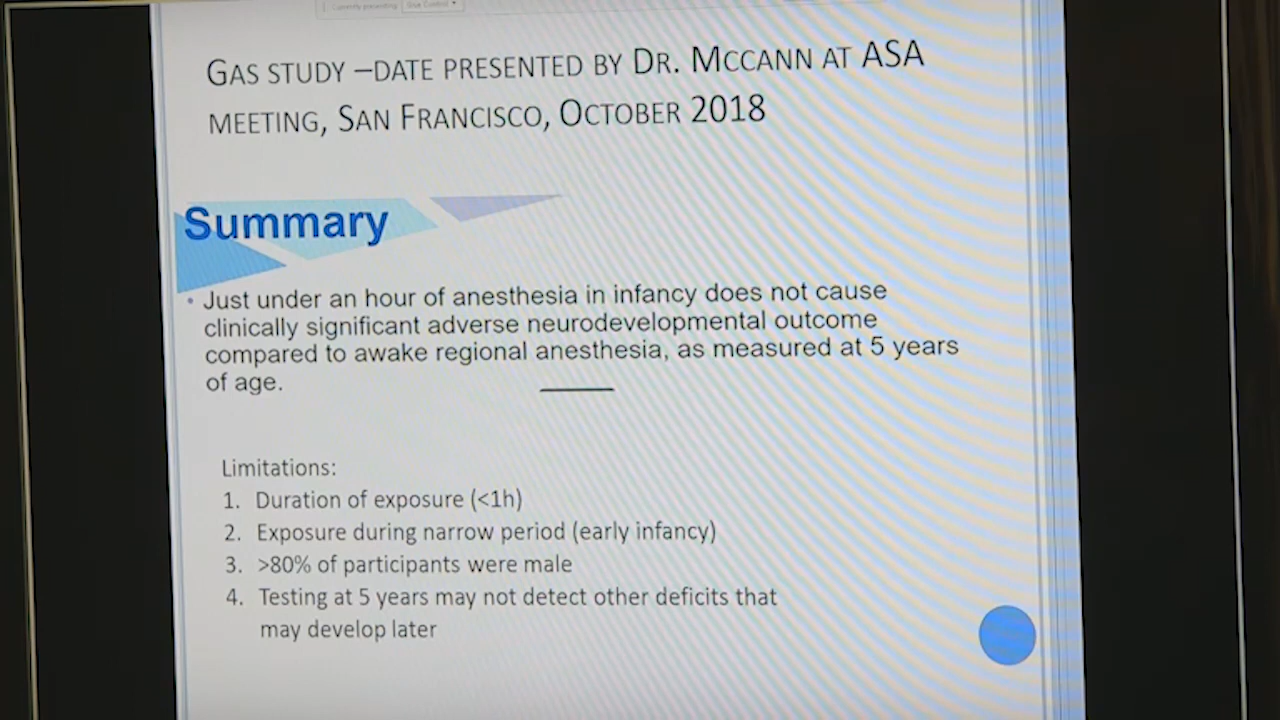 Currently presenting
GAS STUDY –DATE PRESENTED BY DR. MCCANN AT ASA
MEETING, SAN FRANCISCO, OCTOBER 2018
Summary
• Just under an hour of anesthesia in infancy does not cause
clinically significant adverse neurodevelopmental outcome
compared to awake regional anesthesia, as measured at 5 years
of age.
Limitations:
1. Duration of exposure (<1h)
2. Exposure during narrow period (early infancy)
3. >80% of participants were male
4. Testing at 5 years may not detect other deficits that
may develop later